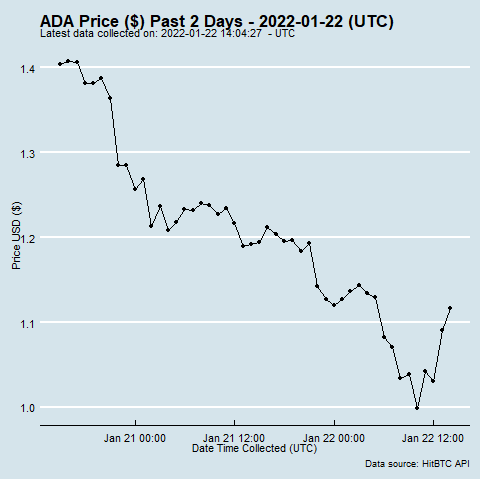 ADA Price ($) Past 2 Days - 2022-01-22 (UTC)
Latest data collected on: 2022-01-22 14:04:27  - UTC
1.4
1.3
1.2
1.1
1.0
Price USD ($)
Jan 21 00:00
Jan 21 12:00
Jan 22 00:00
Jan 22 12:00
Date Time Collected (UTC)
Data source: HitBTC API